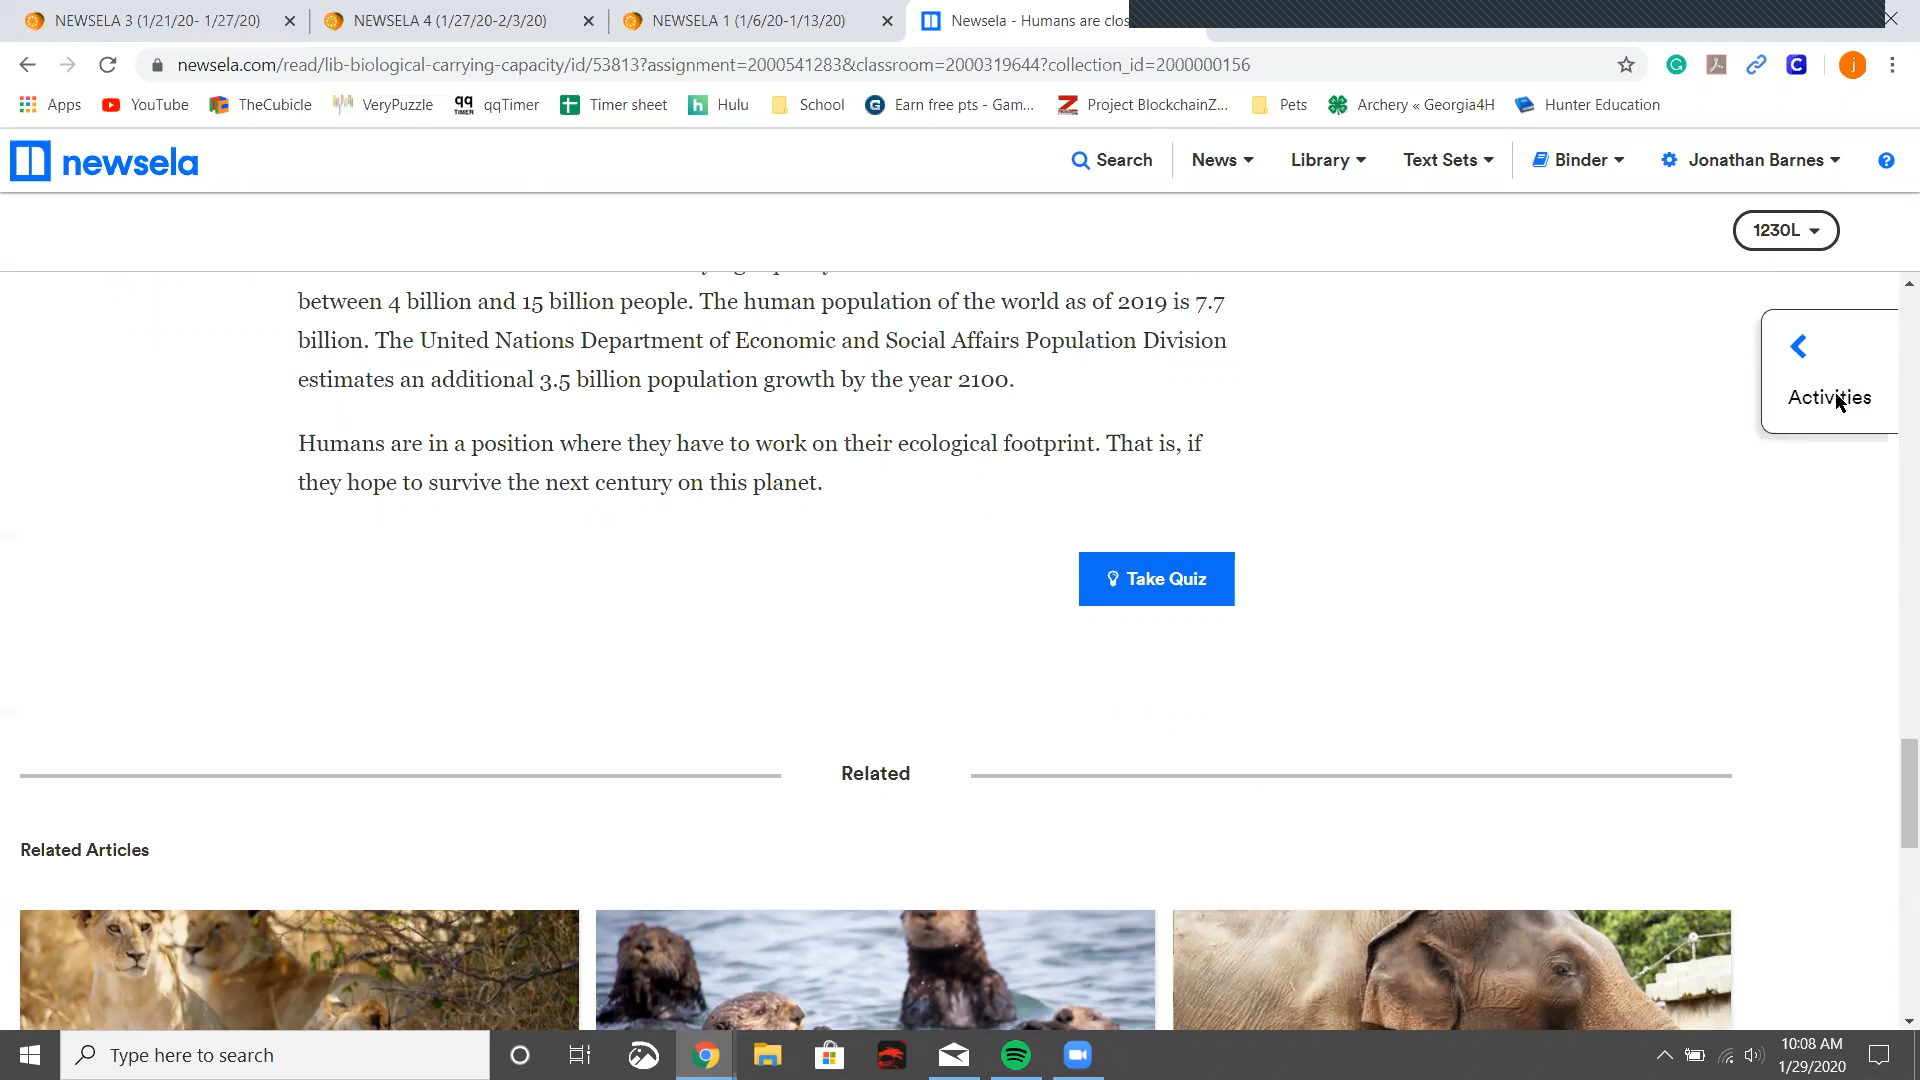 NEWSELA 3 (1/21/20- 1/27/20)
NEWSELA 4 (1/27/20-2/3/20)
NEWSELA 1 (1/6/20-1/13/20)
Newsela - Humans are clos
newsela.com/read/lib-biological-carrying-capacity/id/53813?assignment=2000541283&classroom=2000319644?collection_id=2000000156
j
Apps
YouTube
TheCubicle
VeryPuzzle
qq TIMER qqTimer
Timer sheet
Hulu
School
Earn free pts - Gam...
Project BlockchainZ...
Pets
Archery « Georgia4H
Hunter Education
newsela
Search
News
Library
Text Sets
Binder
Jonathan Barnes
1230L
between 4 billion and 15 billion people. The human population of the world as of 2019 is 7.7
billion. The United Nations Department of Economic and Social Affairs Population Division
estimates an additional 3.5 billion population growth by the year 2100.
Activities
Humans are in a position where they have to work on their ecological footprint. That is, if
they hope to survive the next century on this planet.
Take Quiz
Related
Related Articles
Type here to search
10:08 AM
1/29/2020